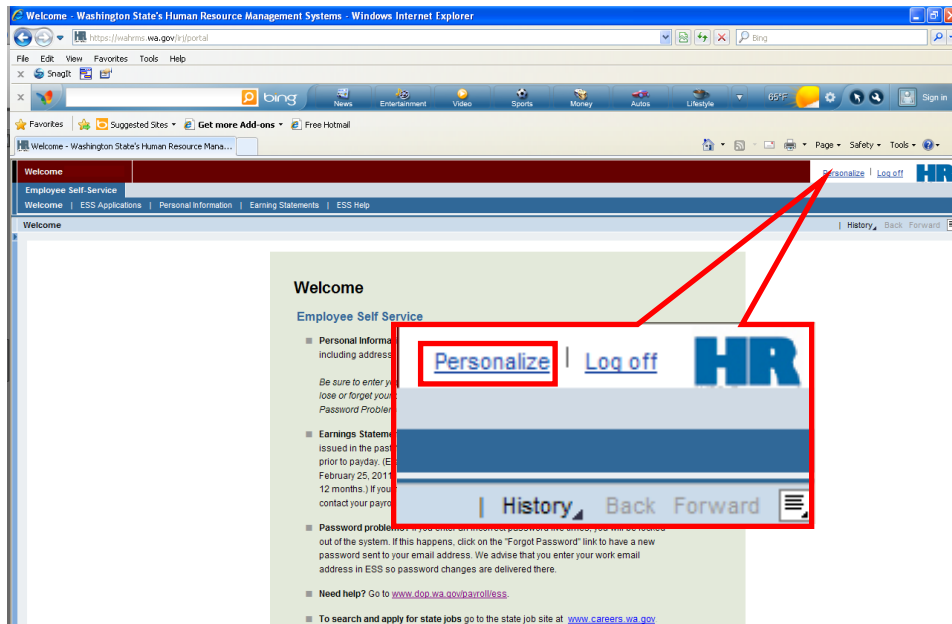 Welcome - Washington State's Human Resource Management Systems - Windows Internet Explorer
https://wahrms.wa.gov/irj/portal
Bing
File Edit View Favorites Tools Help
x SnagIt
x bing News Entertainment Video Sports Money Autos Lifestyle 65°F Sign in
Favorites Suggested Sites Get more Add-ons Free Hotmail
Welcome - Washington State's Human Resource Mana... Page Safety Tools
Welcome Personalize | Log off HR
Employee Self-Service
Welcome | ESS Applications | Personal Information | Earning Statements | ESS Help
Welcome | History Back Forward
Welcome
Employee Self Service
Personal Informa
including address
Be sure to enter
lose or forget your
Password Proble
Earnings Stateme
issued in the past
prior to payday. (E
February 25, 2011
12 months.) If your
contact your payro
Personalize | Log off HR
| History Back Forward
Password problems? If you enter an incorrect password five times, you will be locked
out of the system. If this happens, click on the "Forgot Password" link to have a new
password sent to your email address. We advise that you enter your work email
address in ESS so password changes are delivered there.
Need help? Go to www.dop.wa.gov/payroll/ess.
To search and apply for state jobs go to the state job site at www.careers.wa.gov